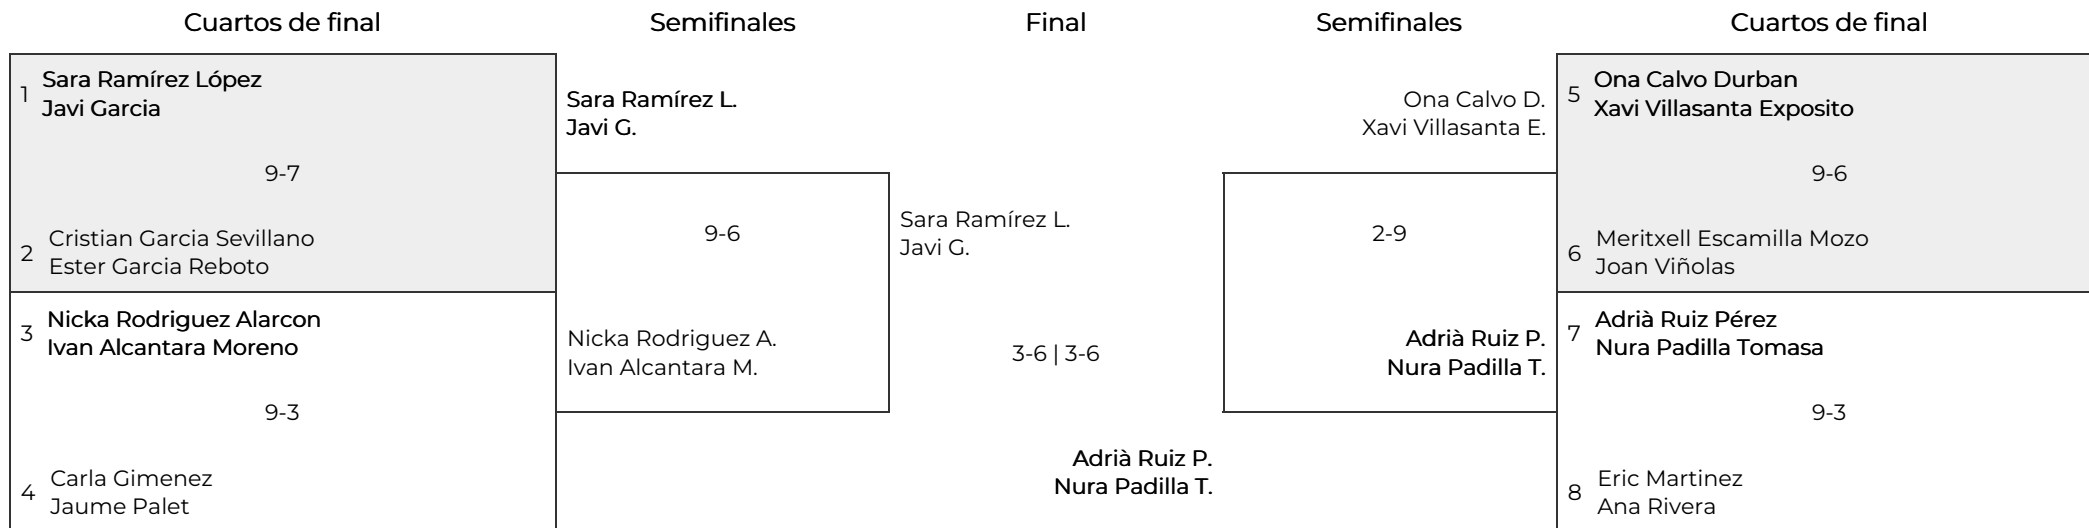 Cuartos de final
Semifinales
Final
Semifinales
Cuartos de final
1
Sara Ramírez López
Javi Garcia
9-7
2
Cristian Garcia Sevillano
Ester Garcia Reboto
3
Nicka Rodriguez Alarcon
Ivan Alcantara Moreno
9-3
4
Carla Gimenez
Jaume Palet
Sara Ramírez L.
Javi G.
9-6
Nicka Rodriguez A.
Ivan Alcantara M.
Sara Ramírez L.
Javi G.
3-6 | 3-6
Adrià Ruiz P.
Nura Padilla T.
Ona Calvo D.
Xavi Villasanta E.
2-9
Adrià Ruiz P.
Nura Padilla T.
5
Ona Calvo Durban
Xavi Villasanta Exposito
9-6
6
Meritxell Escamilla Mozo
Joan Viñolas
7
Adrià Ruiz Pérez
Nura Padilla Tomasa
9-3
8
Eric Martinez
Ana Rivera